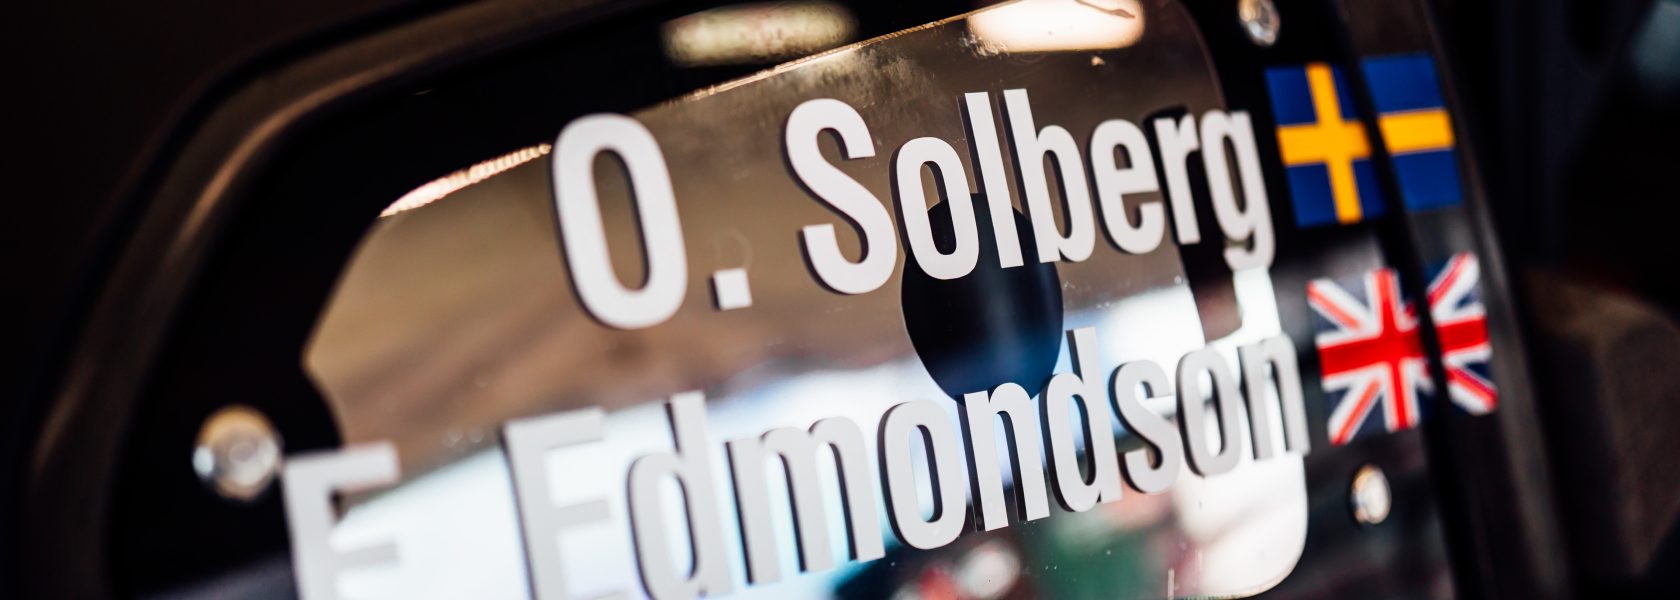 O. Solberg
E Edmondson